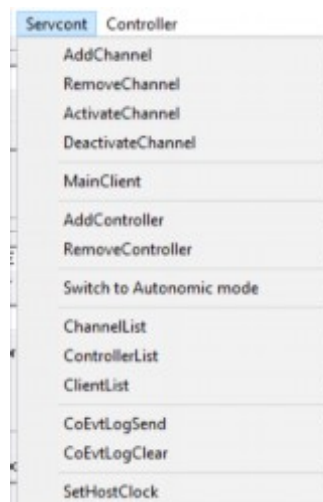 Servcont Controller
AddChannel
RemoveChannel
ActivateChannel
DeactivateChannel
MainClient
AddController
RemoveController
Switch to Autonomic mode
ChannelList
ControllerList
ClientList
CoEvtLogSend
CoEvtLogClear
SetHostClock